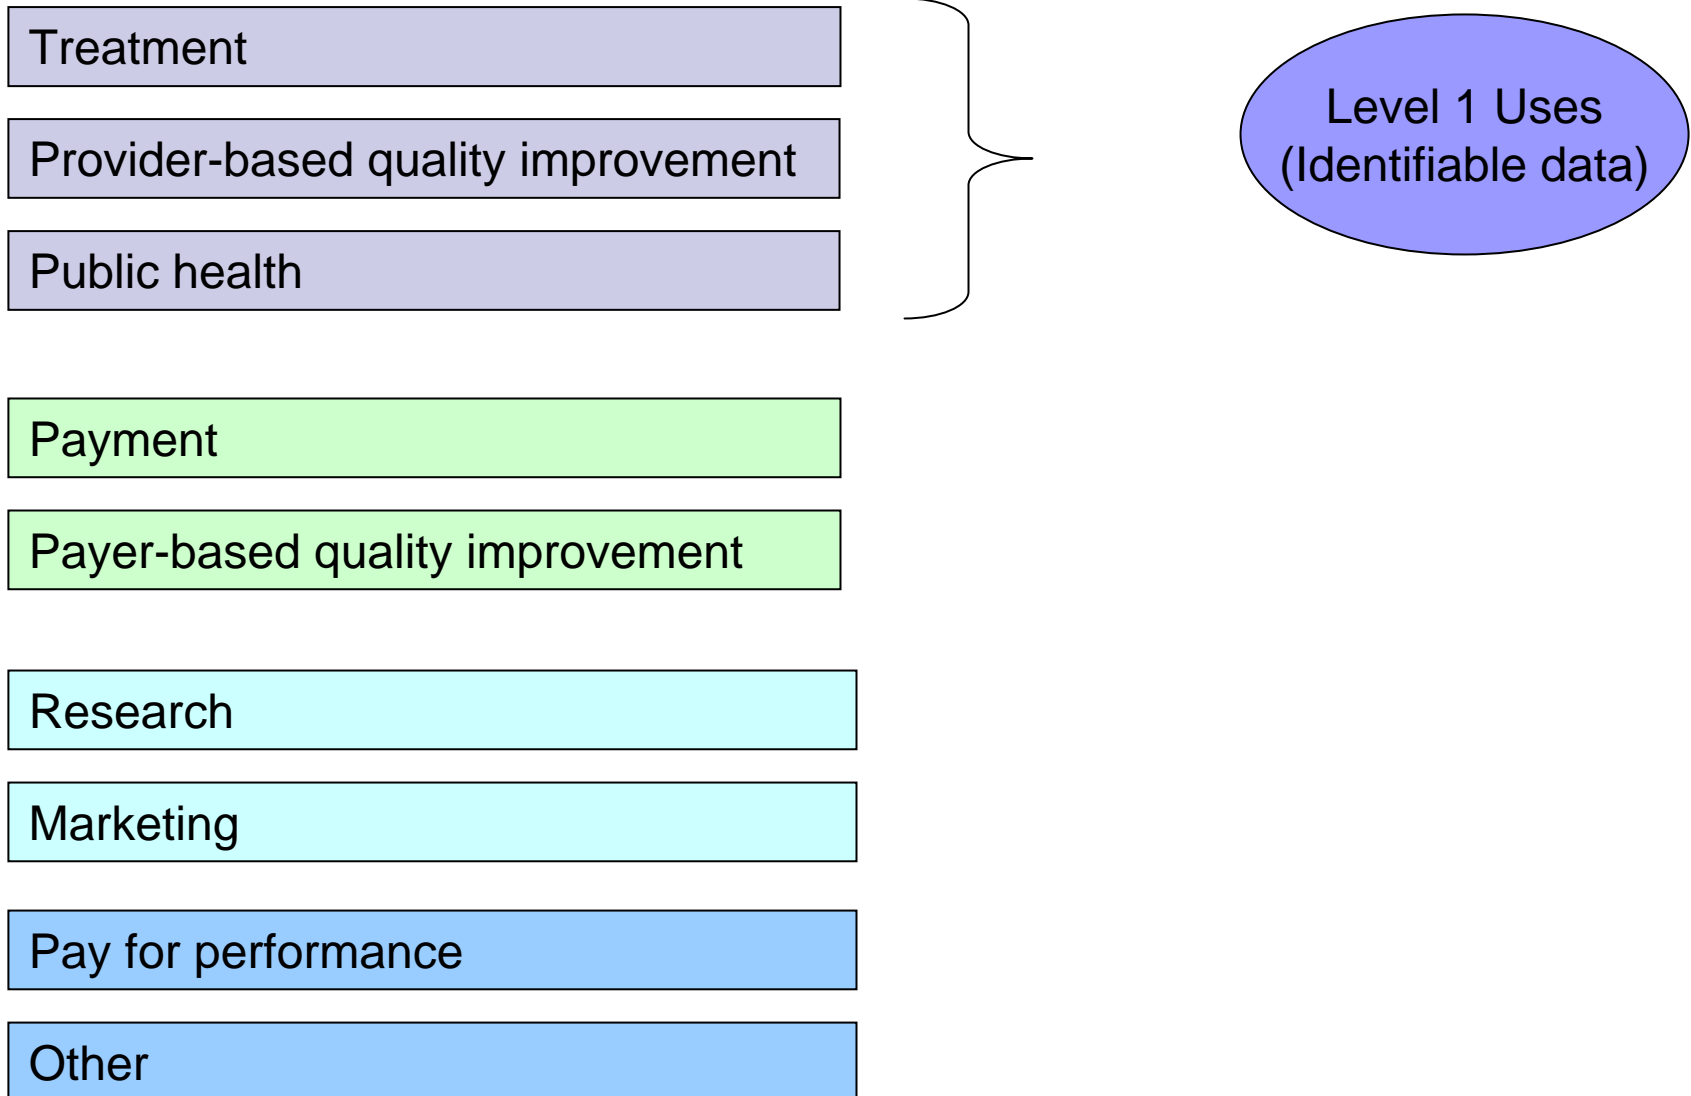 Treatment
Level 1 Uses
(Identifiable data)
Provider-based quality improvement
Public health
Payment
Payer-based quality improvement
Research
Marketing
Pay for performance
Other